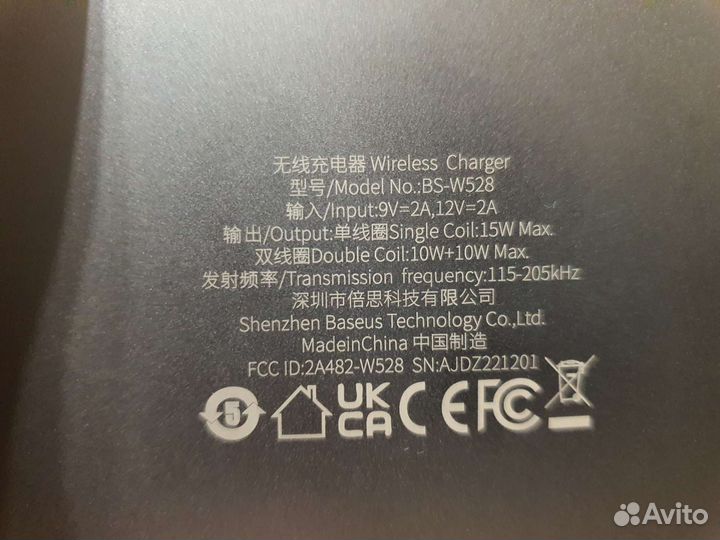 无线充电器 Wireless Charger
型号/Model No.:BS-W528
输入/Input:9V=2A,12V=2A
输出/Output:单线圈Single Coil:15W Max.
双线圈Double Coil:10W+10W Max.
发射频率/Transmission frequency:115-205kHz
深圳市倍思科技有限公司
Shenzhen Baseus Technology Co.,Ltd.
MadeinChina 中国制造
FCC ID:2A482-W528 SN:AJDZ221201
5 UK CA CE FC
Avito